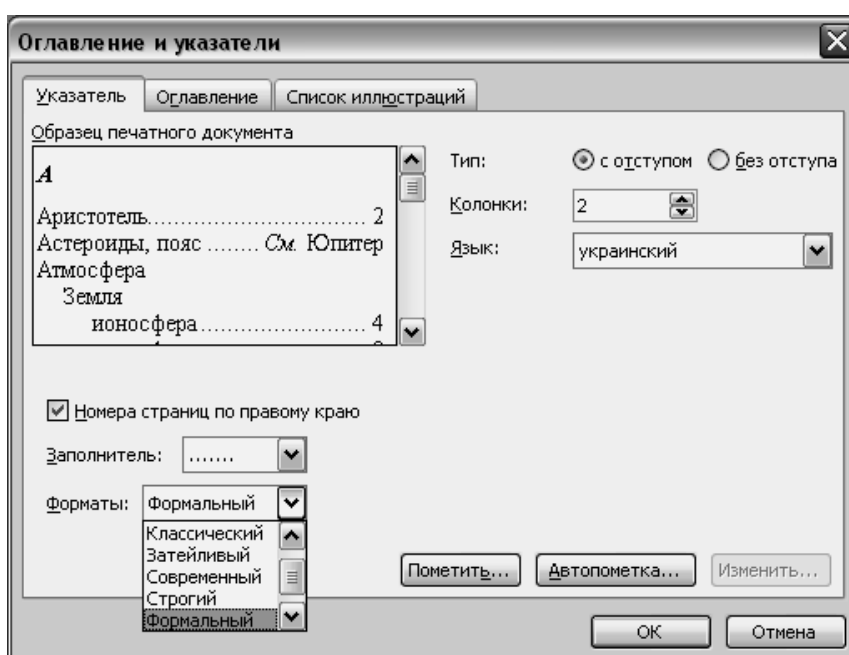 Оглавление и указатели
Указатель
Оглавление
Список иллюстраций
Образец печатного документа
А
Аристотель.................................. 2
Астероиды, пояс ........ См. Юпитер
Атмосфера
Земля
ионосфера......................... 4
Тип:
с отступом
без отступа
Колонки:
2
Язык:
украинский
Номера страниц по правому краю
Заполнитель:
.......
Форматы:
Формальный
Классический
Затейливый
Современный
Строгий
Формальный
Пометить...
Автопометка...
Изменить...
ОК
Отмена